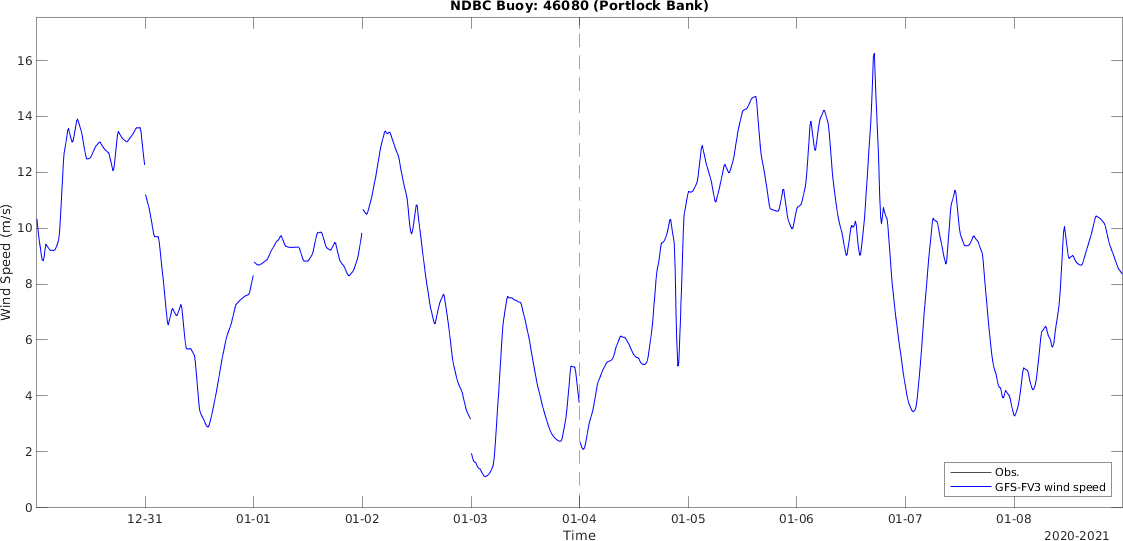 NDBC Buoy: 46080 (Portlock Bank)
Wind Speed (m/s)
16
14
12
10
8
6
4
2
0
12-31 01-01 01-02 01-03 01-04 01-05 01-06 01-07 01-08
Time
2020-2021
Obs.
GFS-FV3 wind speed